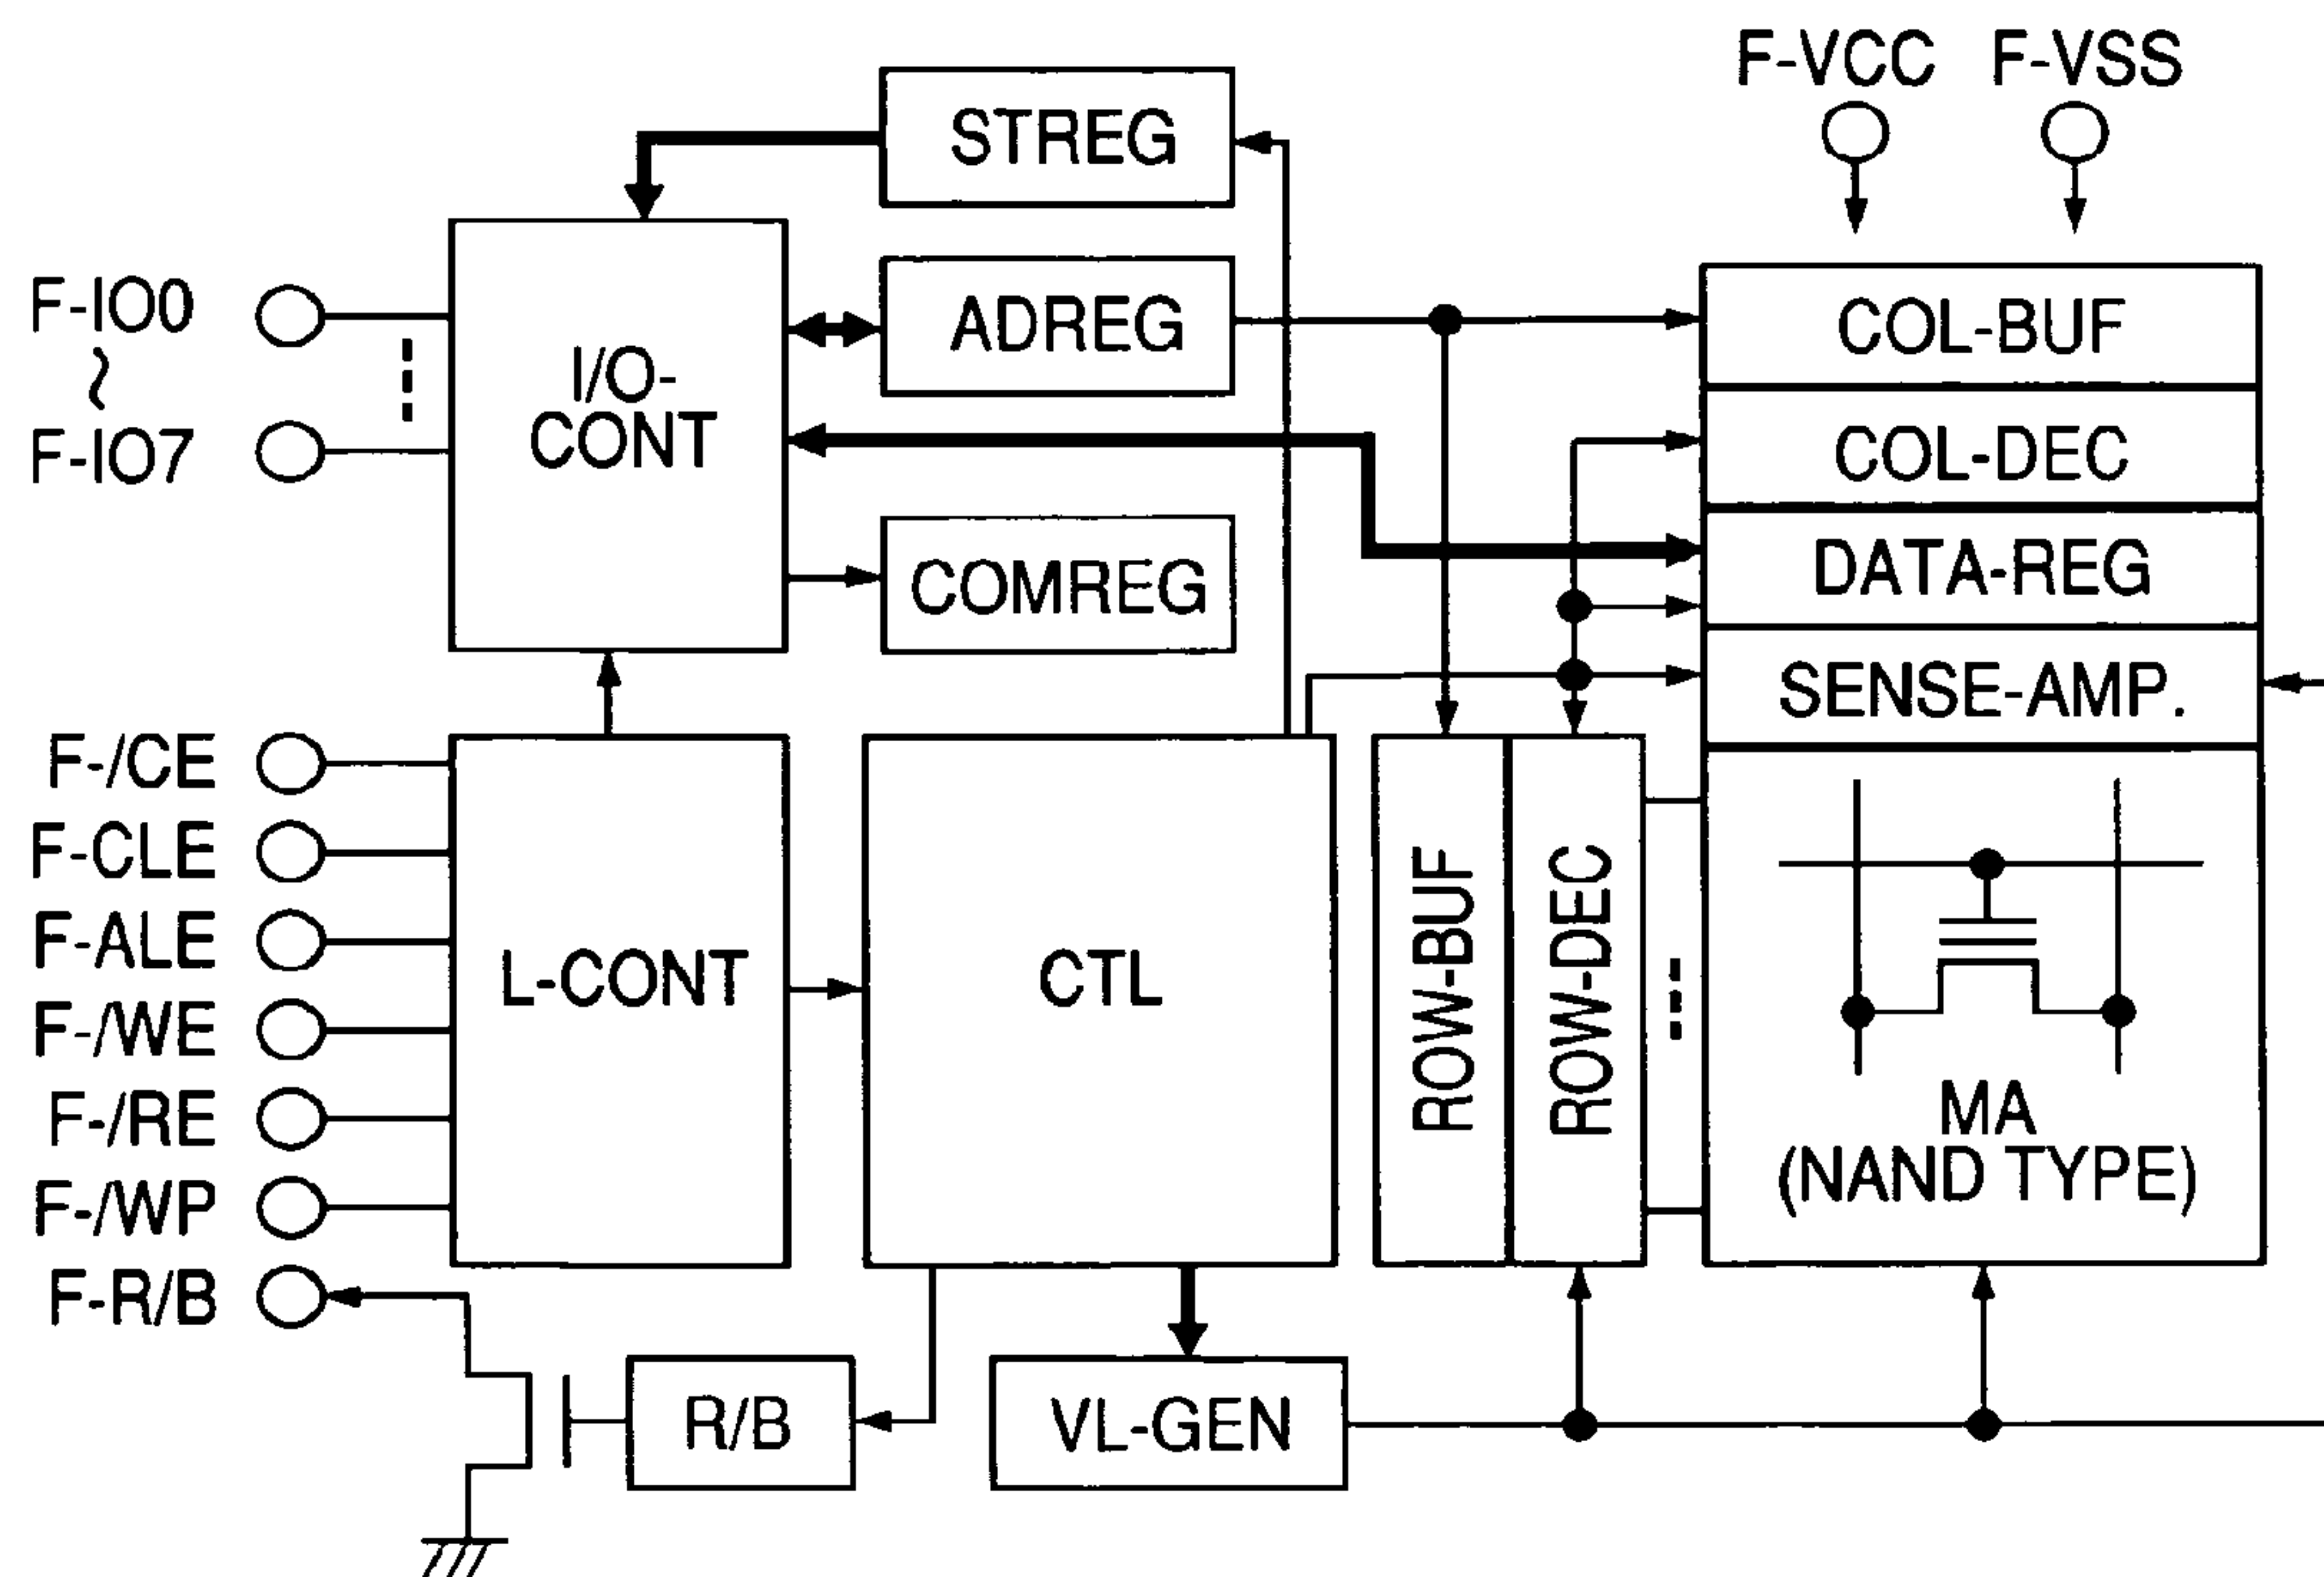 F-VCC F-VSS
STREG
F-IO0
~
F-IO7
I/O-
CONT
ADREG
COMREG
COL-BUF
COL-DEC
DATA-REG
SENSE-AMP.
F-/CE
F-CLE
F-ALE
F-/WE
F-/RE
F-/WP
F-R/B
L-CONT
CTL
ROW-BUF
ROW-DEC
MA
(NAND TYPE)
R/B
VL-GEN